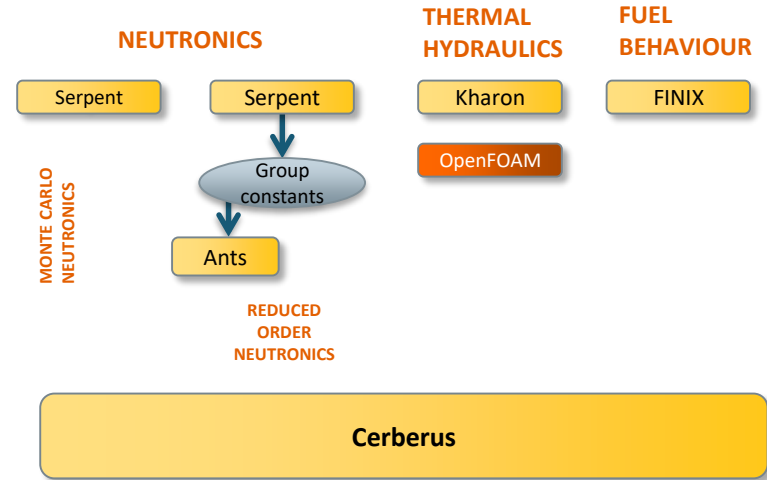 NEUTRONICS
THERMAL
HYDRAULICS
FUEL
BEHAVIOUR
Serpent
Serpent
Kharon
FINIX
OpenFOAM
Group
constants
MONTE CARLO
NEUTRONICS
Ants
REDUCED
ORDER
NEUTRONICS
Cerberus